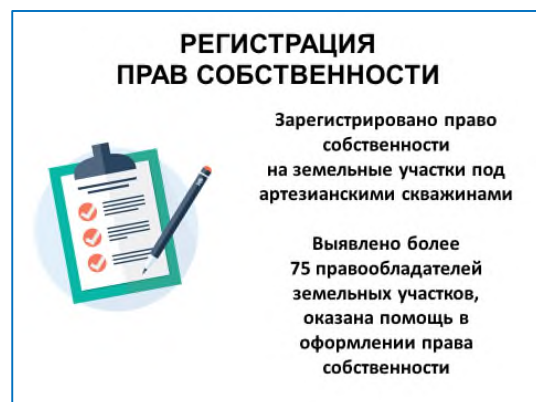 РЕГИСТРАЦИЯ
ПРАВ СОБСТВЕННОСТИ
Зарегистрировано право
собственности
на земельные участки под
артезианскими скважинами
Выявлено более
75 правообладателей
земельных участков,
оказана помощь в
оформлении права
собственности